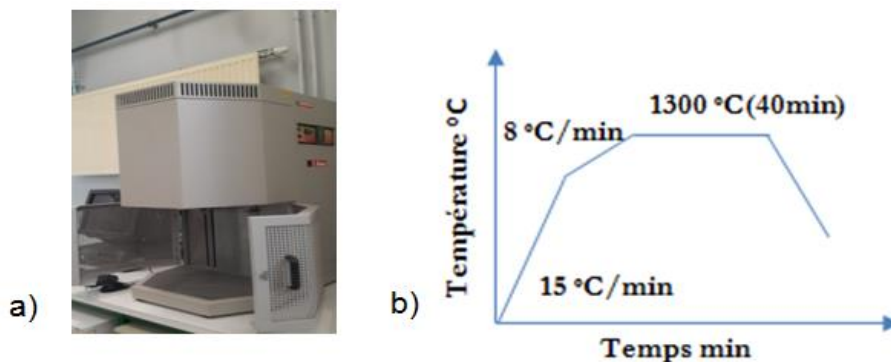 a)
b)
Température °C
8 °C/min
1300 °C(40min)
15 °C/min
Temps min